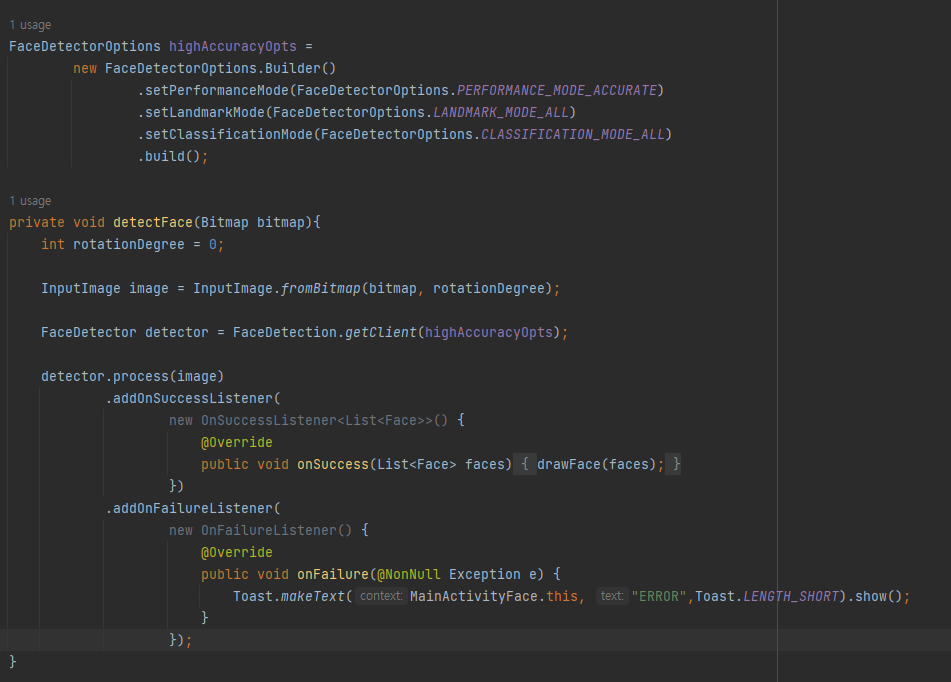 1 usage
FaceDetectorOptions highAccuracyOpts =
new FaceDetectorOptions.Builder()
.setPerformanceMode(FaceDetectorOptions.PERFORMANCE_MODE_ACCURATE)
.setLandmarkMode(FaceDetectorOptions.LANDMARK_MODE_ALL)
.setClassificationMode(FaceDetectorOptions.CLASSIFICATION_MODE_ALL)
.build();
1 usage
private void detectFace(Bitmap bitmap){
int rotationDegree = 0;
InputImage image = InputImage.fromBitmap(bitmap, rotationDegree);
FaceDetector detector = FaceDetection.getClient(highAccuracyOpts);
detector.process(image)
.addOnSuccessListener(
new OnSuccessListener<List<Face>>() {
@Override
public void onSuccess(List<Face> faces) { drawFace(faces); }
})
.addOnFailureListener(
new OnFailureListener() {
@Override
public void onFailure(@NonNull Exception e) {
Toast.makeText( context: MainActivityFace.this, text: "ERROR",Toast.LENGTH_SHORT).show();
}
});
}